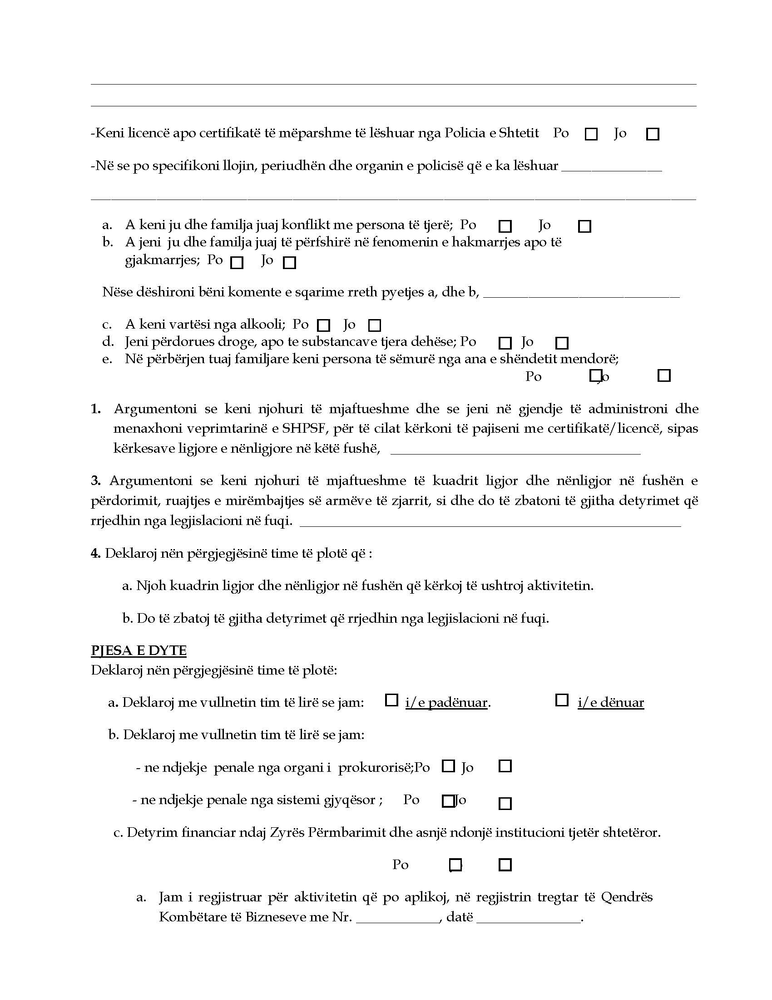 -Keni licencë apo certifikatë të mëparshme të lëshuar nga Policia e Shtetit Po ☐ Jo ☐
-Në se po specifikoni llojin, periudhën dhe organin e policisë që e ka lëshuar ______________
a. A keni ju dhe familja juaj konflikt me persona të tjerë; Po ☐ Jo ☐
b. A jeni ju dhe familja juaj të përfshirë në fenomenin e hakmarrjes apo të
gjakmarrjes; Po ☐ Jo ☐
Nëse dëshironi bëni komente e sqarime rreth pyetjes a, dhe b, ___________________________
c. A keni vartësi nga alkooli; Po ☐ Jo ☐
d. Jeni përdorues droge, apo te substancave tjera dehëse; Po ☐ Jo ☐
e. Në përbërjen tuaj familjare keni persona të sëmurë nga ana e shëndetit mendorë;
Po ☐ Jo ☐
1. Argumentoni se keni njohuri të mjaftueshme dhe se jeni në gjendje të administroni dhe
menaxhoni veprimtarinë e SHPSF, për të cilat kërkoni të pajiseni me certifikatë/licencë, sipas
kërkesave ligjore e nënligjore në këtë fushë, ___________________________________
3. Argumentoni se keni njohuri të mjaftueshme të kuadrit ligjor dhe nënligjor në fushën e
përdorimit, ruajtjes e mirëmbajtjes së armëve të zjarrit, si dhe do të zbatoni të gjitha detyrimet që
rrjedhin nga legjislacioni në fuqi. _____________________________________________________
4. Deklaroj nën përgjegjësinë time të plotë që :
a. Njoh kuadrin ligjor dhe nënligjor në fushën që kërkoj të ushtroj aktivitetin.
b. Do të zbatoj të gjitha detyrimet që rrjedhin nga legjislacioni në fuqi.
PJESA E DYTE
Deklaroj nën përgjegjësinë time të plotë:
a. Deklaroj me vullnetin tim të lirë se jam: ☐ i/e padënuar. ☐ i/e dënuar
b. Deklaroj me vullnetin tim të lirë se jam:
- ne ndjekje penale nga organi i prokurorisë;Po ☐ Jo ☐
- ne ndjekje penale nga sistemi gjyqësor ; Po ☐ Jo ☐
c. Detyrim financiar ndaj Zyrës Përmbarimit dhe asnjë ndonjë institucioni tjetër shtetëror.
Po ☐ ☐
a. Jam i regjistruar për aktivitetin që po aplikoj, në regjistrin tregtar të Qendrës
Kombëtare të Bizneseve me Nr. ____________, datë _______________.